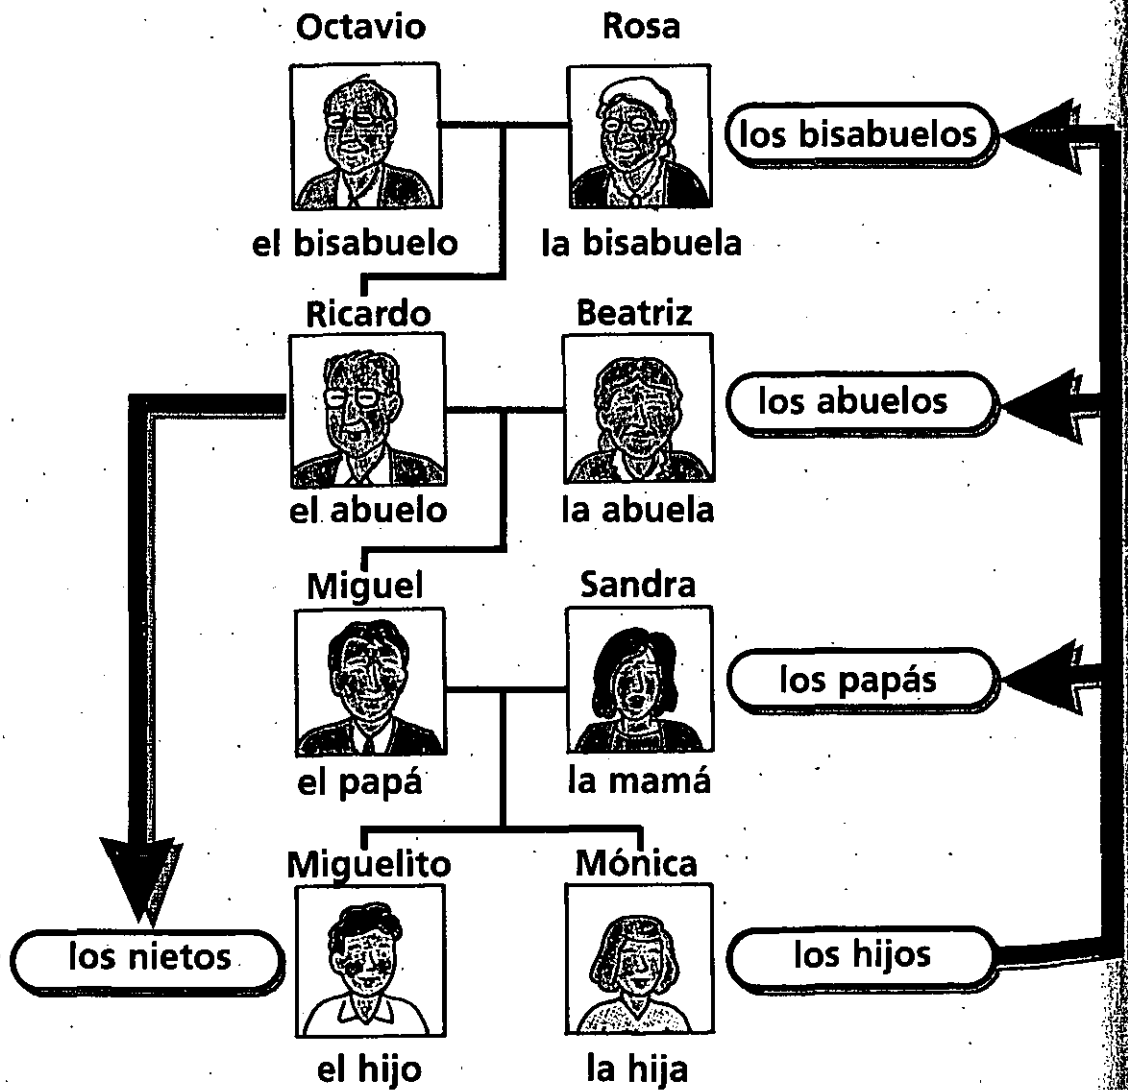 Octavio Rosa
los bisabuelos
el bisabuelo la bisabuela
Ricardo Beatriz
los abuelos
el abuelo la abuela
Miguel Sandra
los papás
el papá la mamá
Miguelito Mónica
los nietos los hijos
el hijo la hija